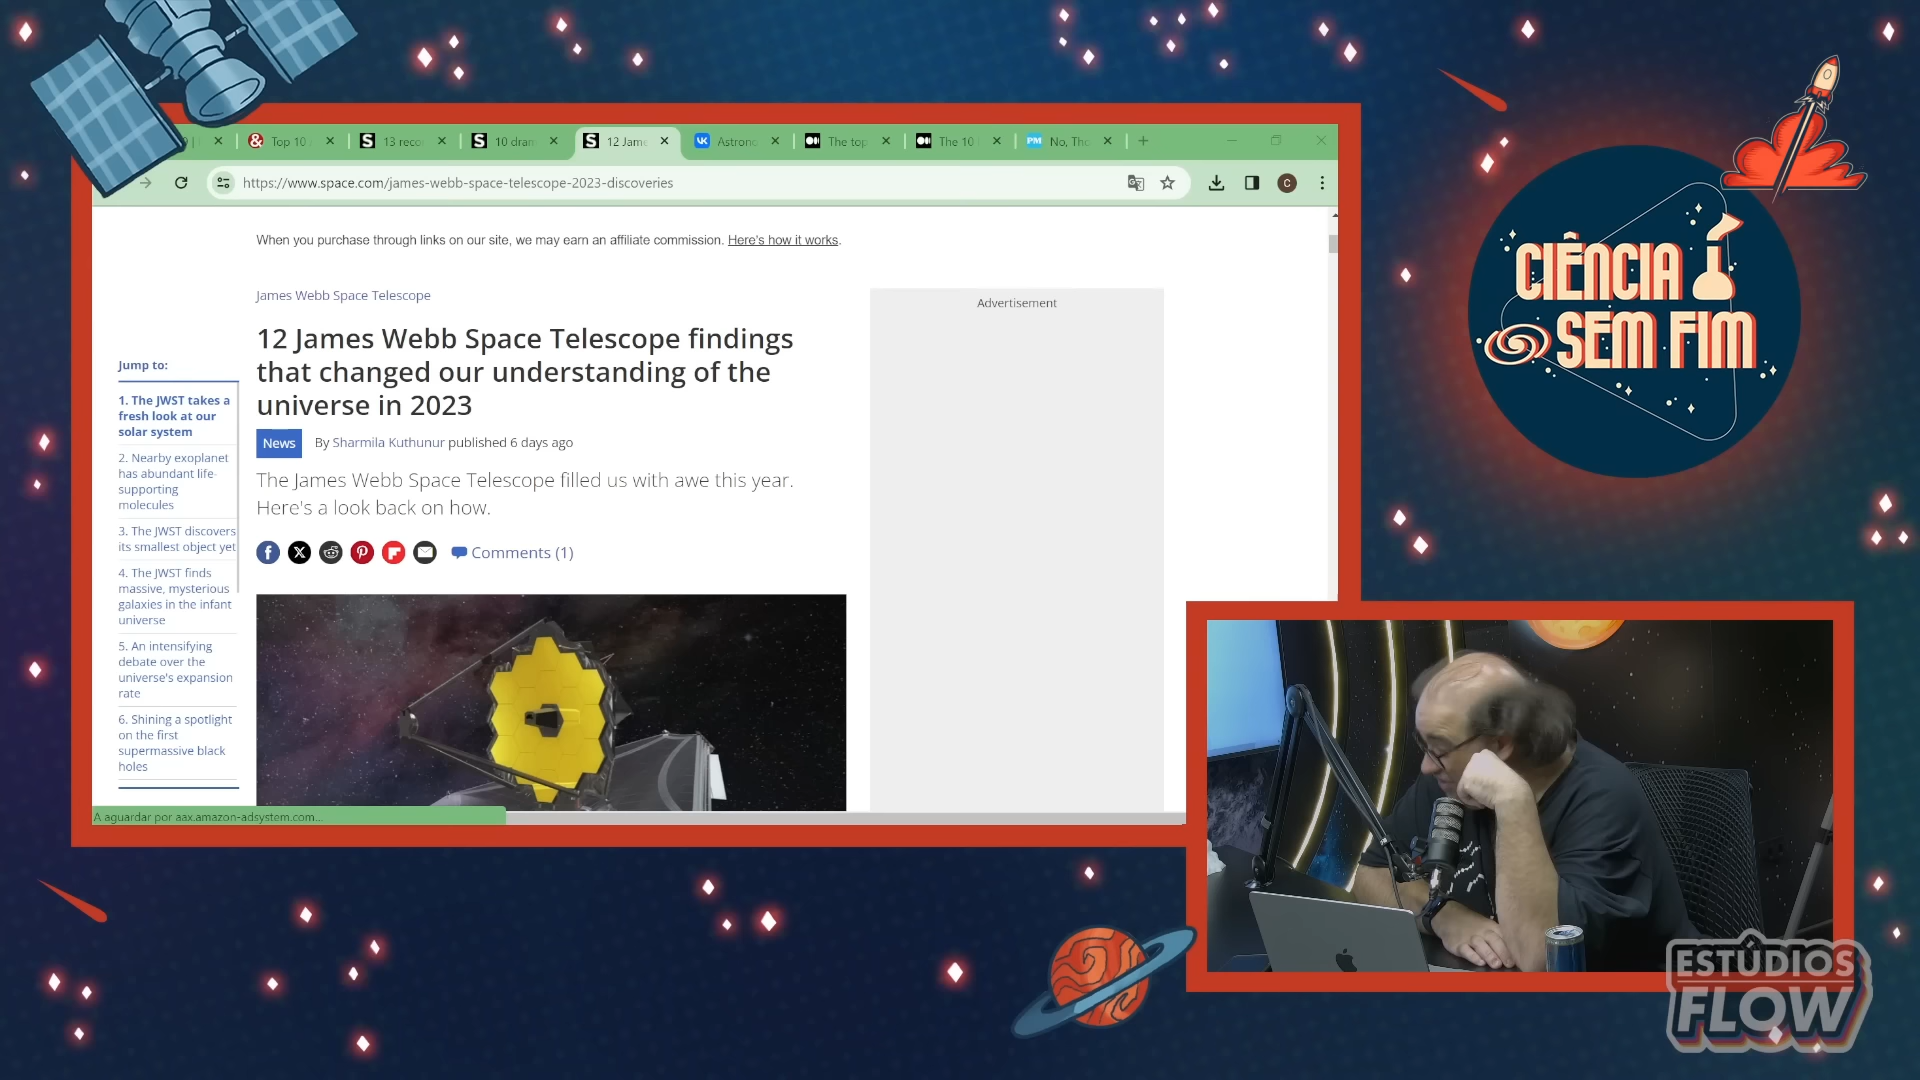 Top 10
13 reco
10 dram
12 Jame
Astrono
The top
The 10
PM No, Tho
https://www.space.com/james-webb-space-telescope-2023-discoveries
C
When you purchase through links on our site, we may earn an affiliate commission. Here's how it works.
James Webb Space Telescope
Advertisement
12 James Webb Space Telescope findings
that changed our understanding of the
universe in 2023
News By Sharmila Kuthunur published 6 days ago
The James Webb Space Telescope filled us with awe this year.
Here's a look back on how.
Comments (1)
Jump to:
1. The JWST takes a
fresh look at our
solar system
2. Nearby exoplanet
has abundant life-
supporting
molecules
3. The JWST discovers
its smallest object yet
4. The JWST finds
massive, mysterious
galaxies in the infant
universe
5. An intensifying
debate over the
universe's expansion
rate
6. Shining a spotlight
on the first
supermassive black
holes
A aguardar por aax.amazon-adsystem.com...
CIÊNCIA
SEM FIM
ESTÚDIOS
FLOW